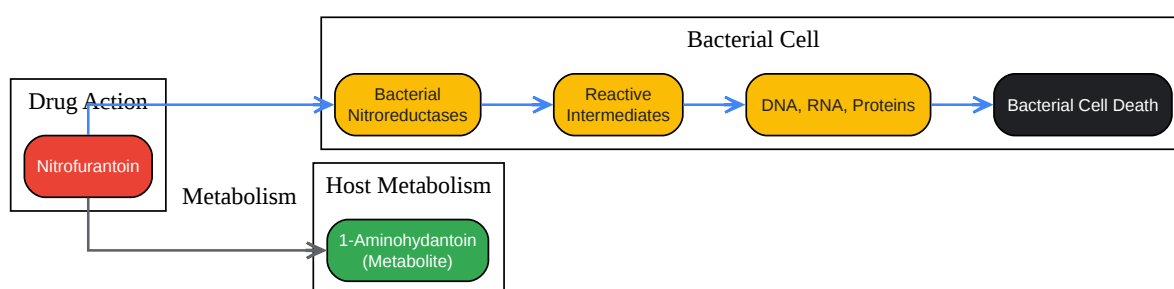 Bacterial Cell
Drug Action
Bacterial
Nitroreductases
Reactive
Intermediates
DNA, RNA, Proteins
Bacterial Cell Death
Nitrofurantoin
Metabolism
Host Metabolism
1-Aminohydantoin
(Metabolite)